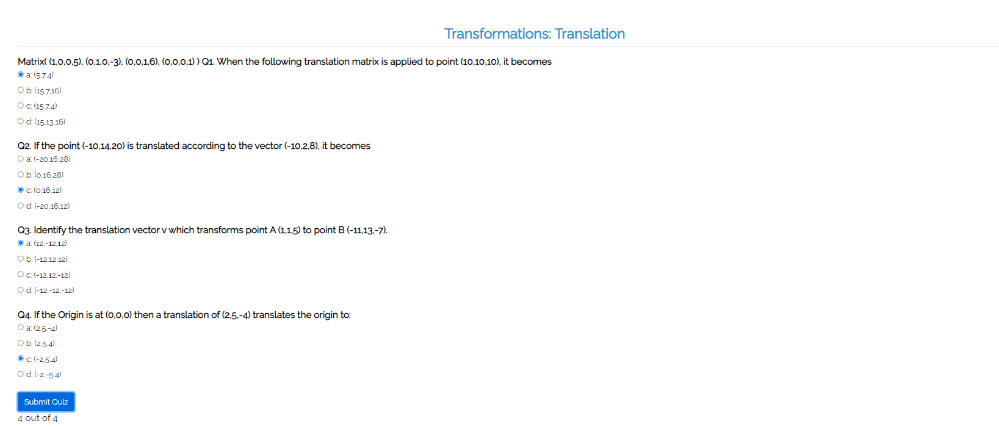 Transformations: Translation
Matrix( (1,0,0,5), (0,1,0,-3), (0,0,1,6), (0,0,0,1) ) Q1. When the following translation matrix is applied to point (10,10,10), it becomes
a: (5,7,4)
b: (15,7,16)
c: (15,7,4)
d: (15,13,16)
Q2. If the point (-10,14,20) is translated according to the vector (-10,2,8), it becomes
a: (-20,16,28)
b: (0,16,28)
c: (0,16,12)
d: (-20,16,12)
Q3. Identify the translation vector v which transforms point A (1,1,5) to point B (-11,13,-7).
a: (12,-12,12)
b: (-12,12,12)
c: (-12,12,-12)
d: (-12,-12,-12)
Q4. If the Origin is at (0,0,0) then a translation of (2,5,-4) translates the origin to:
a: (2,5,-4)
b: (2,5,4)
c: (-2,5,4)
d: (-2,-5,4)
Submit Quiz
4 out of 4